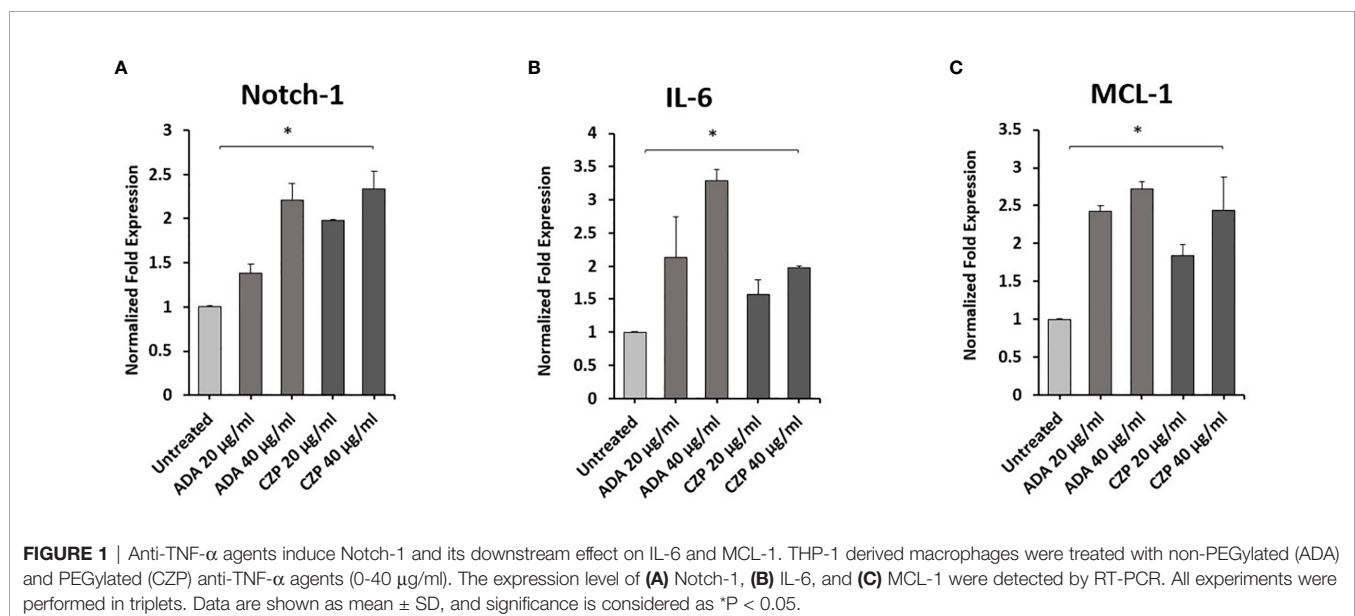 A
Notch-1
*
Normalized Fold Expression
3
2.5
2
1.5
1
0.5
0
Untreated
ADA 20 µg/ml
ADA 40 µg/ml
CZP 20 µg/ml
CZP 40 µg/ml
B
IL-6
*
Normalized Fold Expression
4
3.5
3
2.5
2
1.5
1
0.5
0
Untreated
ADA 20 µg/ml
ADA 40 µg/ml
CZP 20 µg/ml
CZP 40 µg/ml
C
MCL-1
*
Normalized Fold Expression
3.5
3
2.5
2
1.5
1
0.5
0
Untreated
ADA 20 µg/ml
ADA 40 µg/ml
CZP 20 µg/ml
CZP 40 µg/ml
FIGURE 1 | Anti-TNF-α agents induce Notch-1 and its downstream effect on IL-6 and MCL-1. THP-1 derived macrophages were treated with non-PEGylated (ADA)
and PEGylated (CZP) anti-TNF-α agents (0-40 µg/ml). The expression level of (A) Notch-1, (B) IL-6, and (C) MCL-1 were detected by RT-PCR. All experiments were
performed in triplets. Data are shown as mean ± SD, and significance is considered as *P < 0.05.